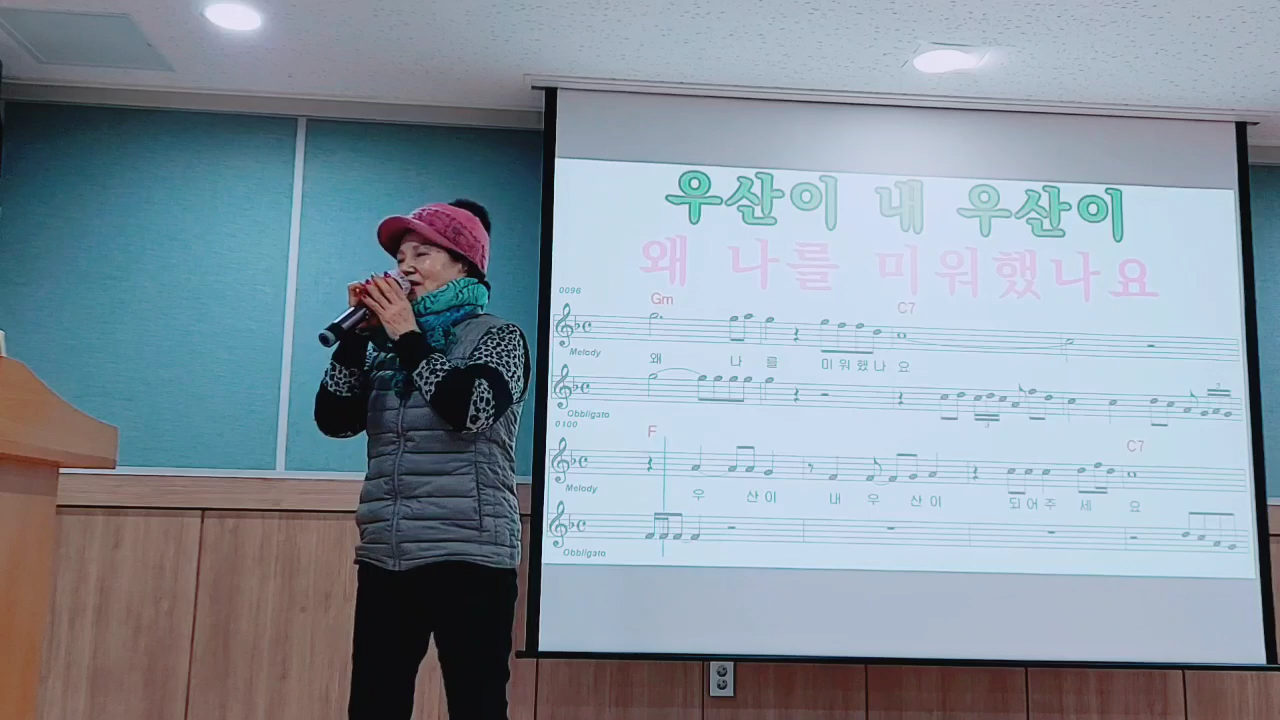 우산이 내 우산이
왜 나를 미워했나요
0096
Gm C7
Melody
왜 나를 미워했나요
Obbligato
0100
F C7
Melody
우 산이 내 우 산이 되어주 세 요
Obbligato